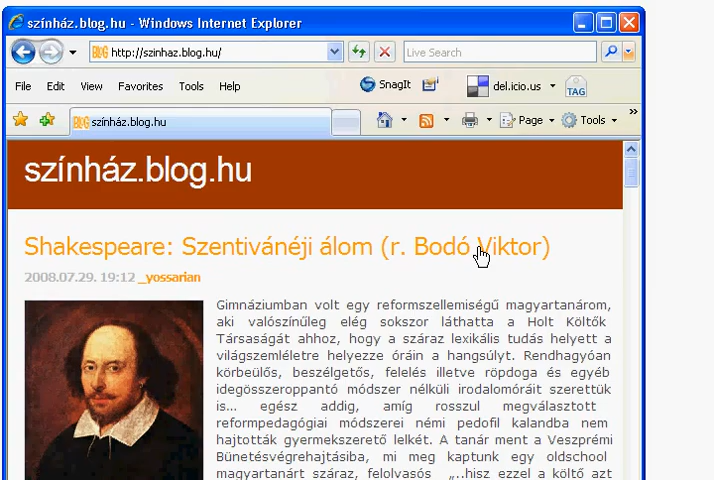 színház.blog.hu - Windows Internet Explorer
BLOG http://szinhaz.blog.hu/ Live Search
File Edit View Favorites Tools Help SnagIt del.icio.us TAG
BLOG színház.blog.hu Page Tools »
színház.blog.hu
Shakespeare: Szentivánéji álom (r. Bodó Viktor)
2008.07.29. 19:12 _yossarian
Gimnáziumban volt egy reformszellemiségű magyartanárom,
aki valószínűleg elég sokszor láthatta a Holt Költők
Társaságát ahhoz, hogy a száraz lexikális tudás helyett a
világszemléletre helyezze óráin a hangsúlyt. Rendhagyóan
körbeülős, beszélgetős, felelés illetve röpdoga és egyéb
idegösszeroppantó módszer nélküli irodalomóráit szerettük
is... egész addig, amíg rosszul megválasztott
reformpedagógiai módszerei némi pedofil kalandba nem
hajtották gyermekszerető lelkét. A tanár ment a Veszprémi
Bünetésvégrehajtásiba, mi meg kaptunk egy oldschool
magyartanárt száraz, felolvasós „..hisz ezzel a költő azt